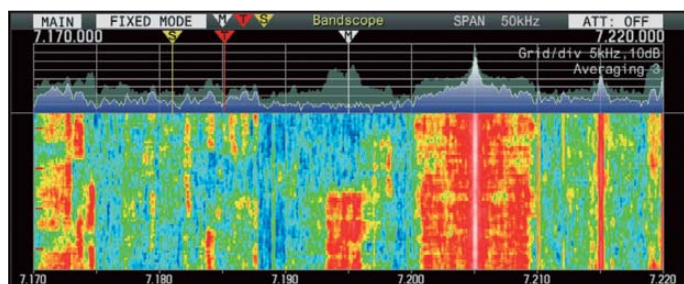 MAIN FIXED MODE M T S Bandscope SPAN 50kHz ATT: OFF
7.170.000 S T M 7.220.000
Grid/div 5kHz,10dB
Averaging 3
7.170 7.180 7.190 7.200 7.210 7.220